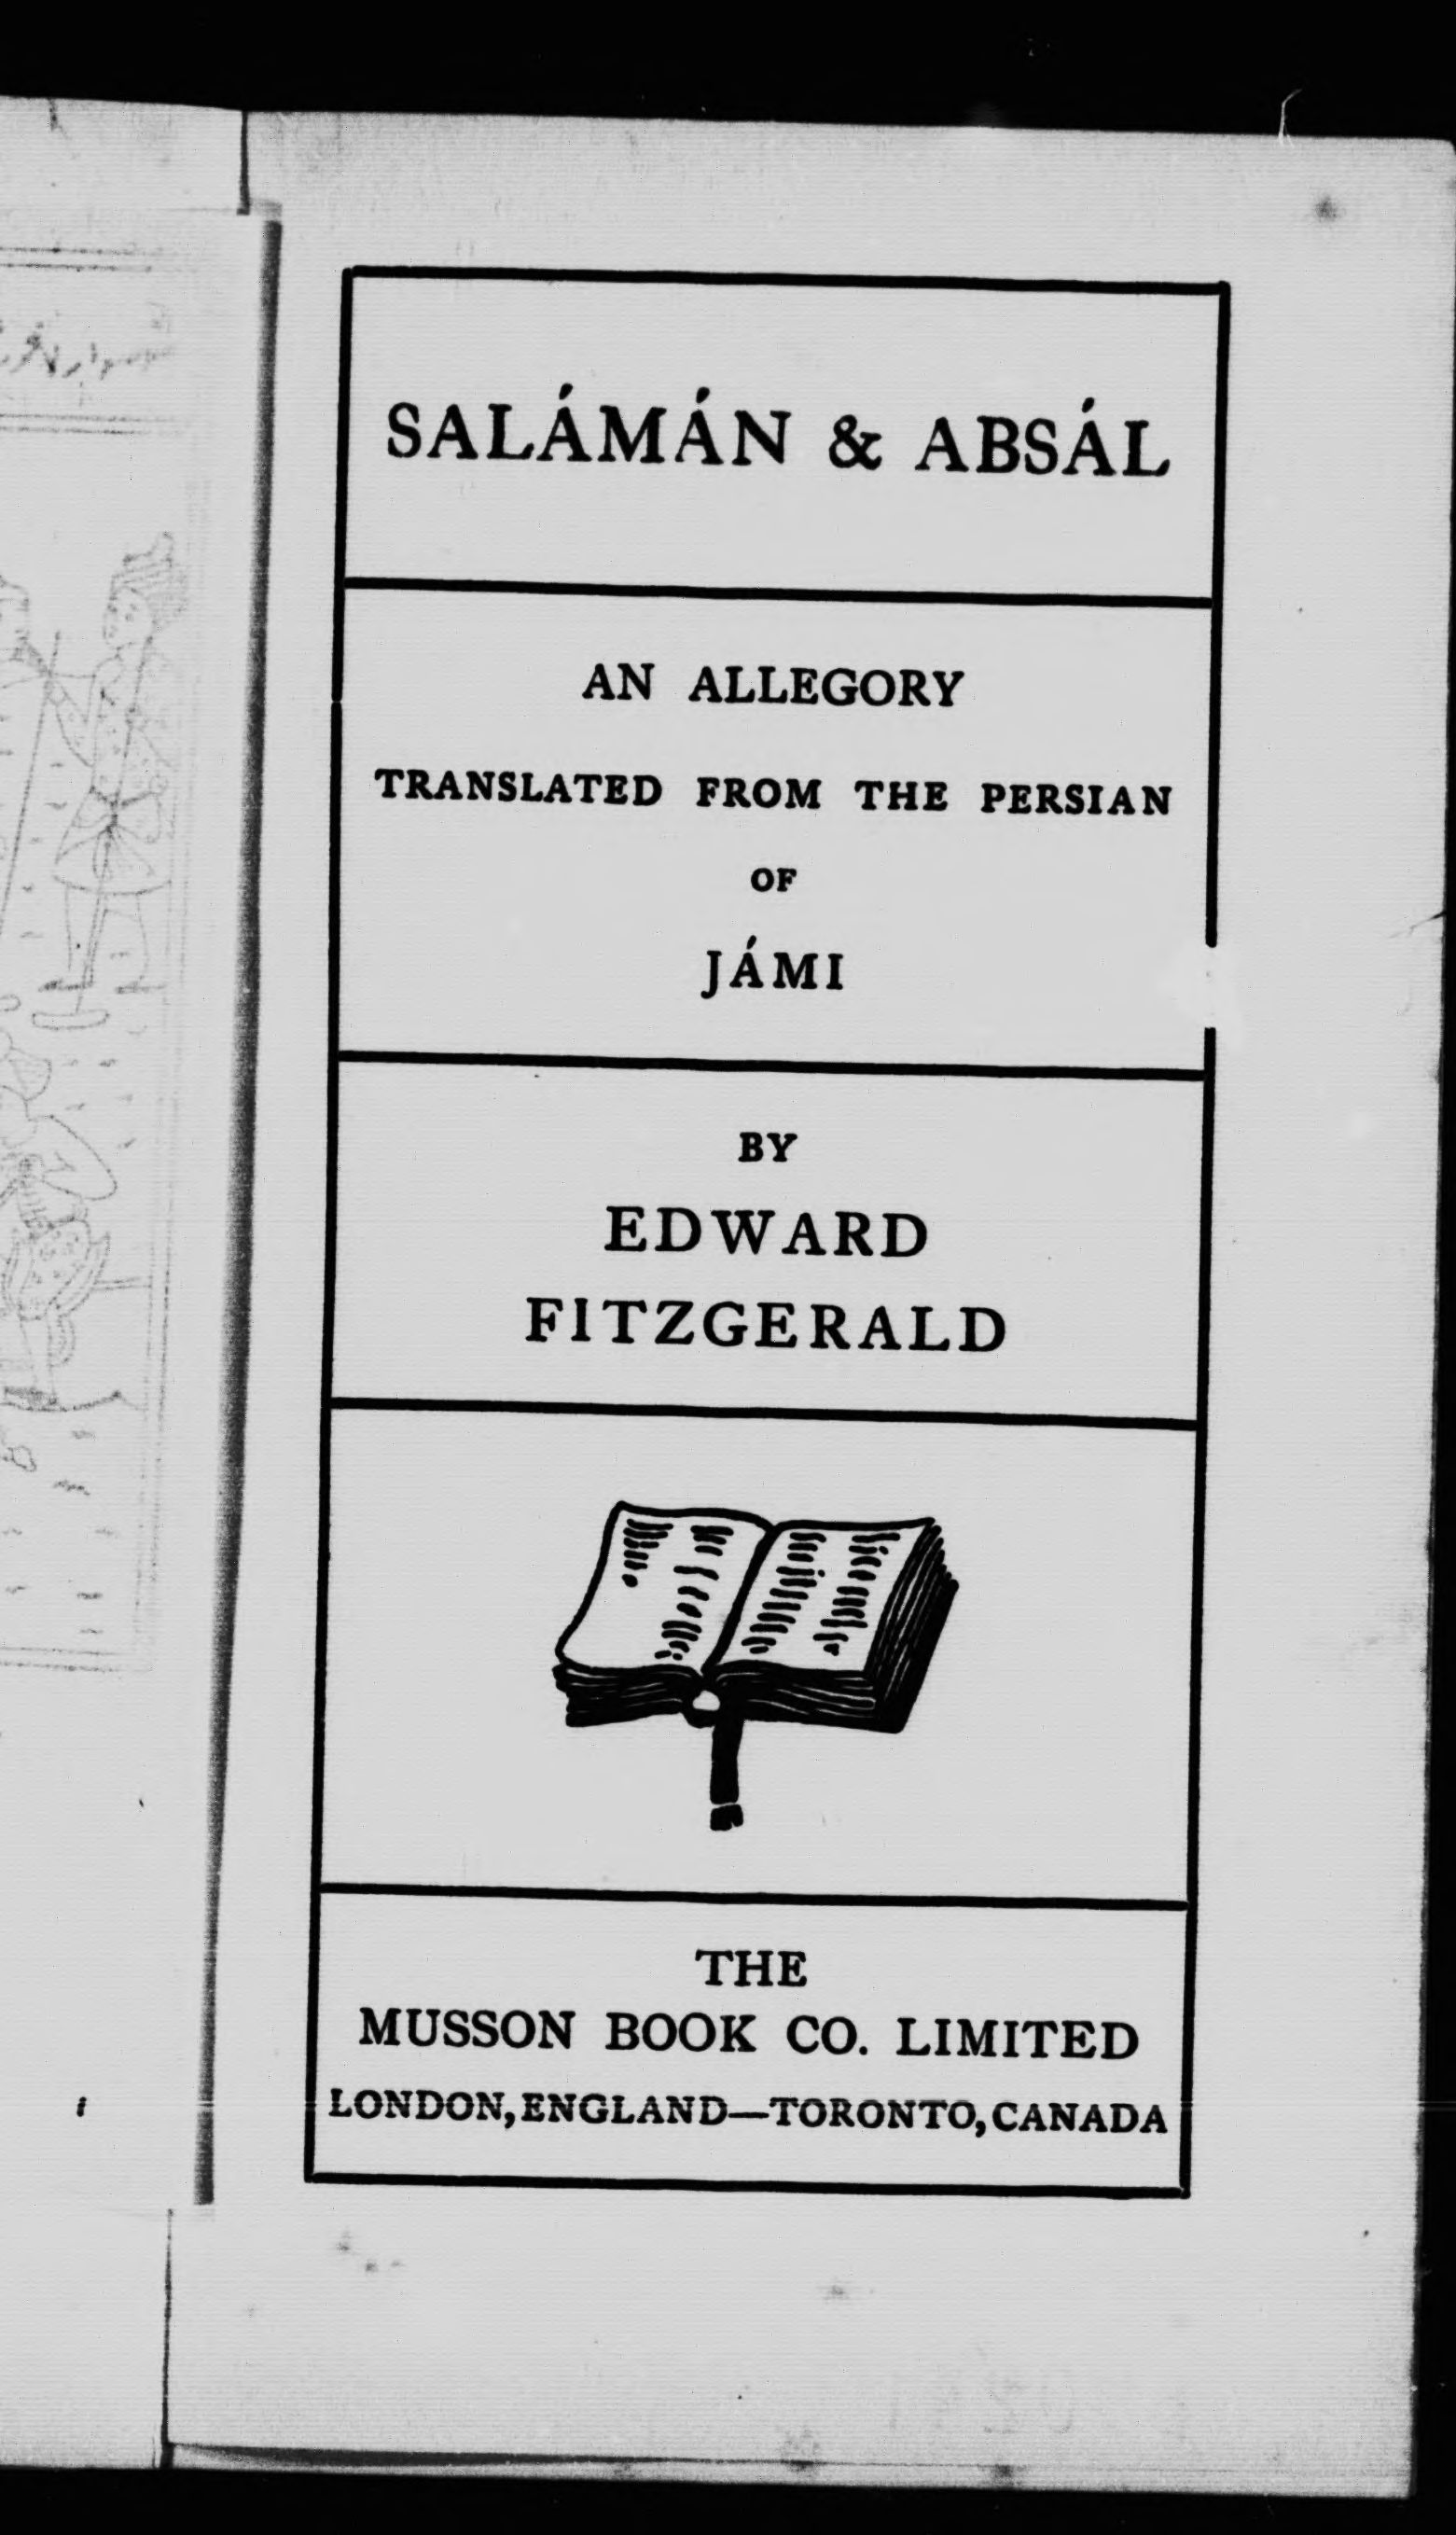 SALÁMÁN & ABSÁL
AN ALLEGORY
TRANSLATED FROM THE PERSIAN
OF
JÁMI
BY
EDWARD
FITZGERALD
THE
MUSSON BOOK CO. LIMITED
LONDON, ENGLAND—TORONTO, CANADA